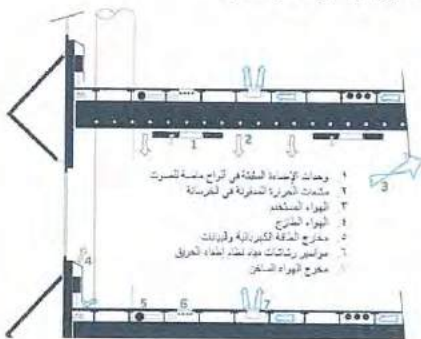 1
2
3
١ وحدات الإضاءة المثبتة في ألواح ماصة للصوت
٢ مشعات الحرارة المدفونة في الخرسانة
٣ الهواء المستخدم
٤ الهواء الطازج
٥ مخارج الطاقة الكهربائية والبيانات
٦ مواسير رشاشات مياه نظام إطفاء الحريق
مخرج الهواء الساخن
4
5
6
7